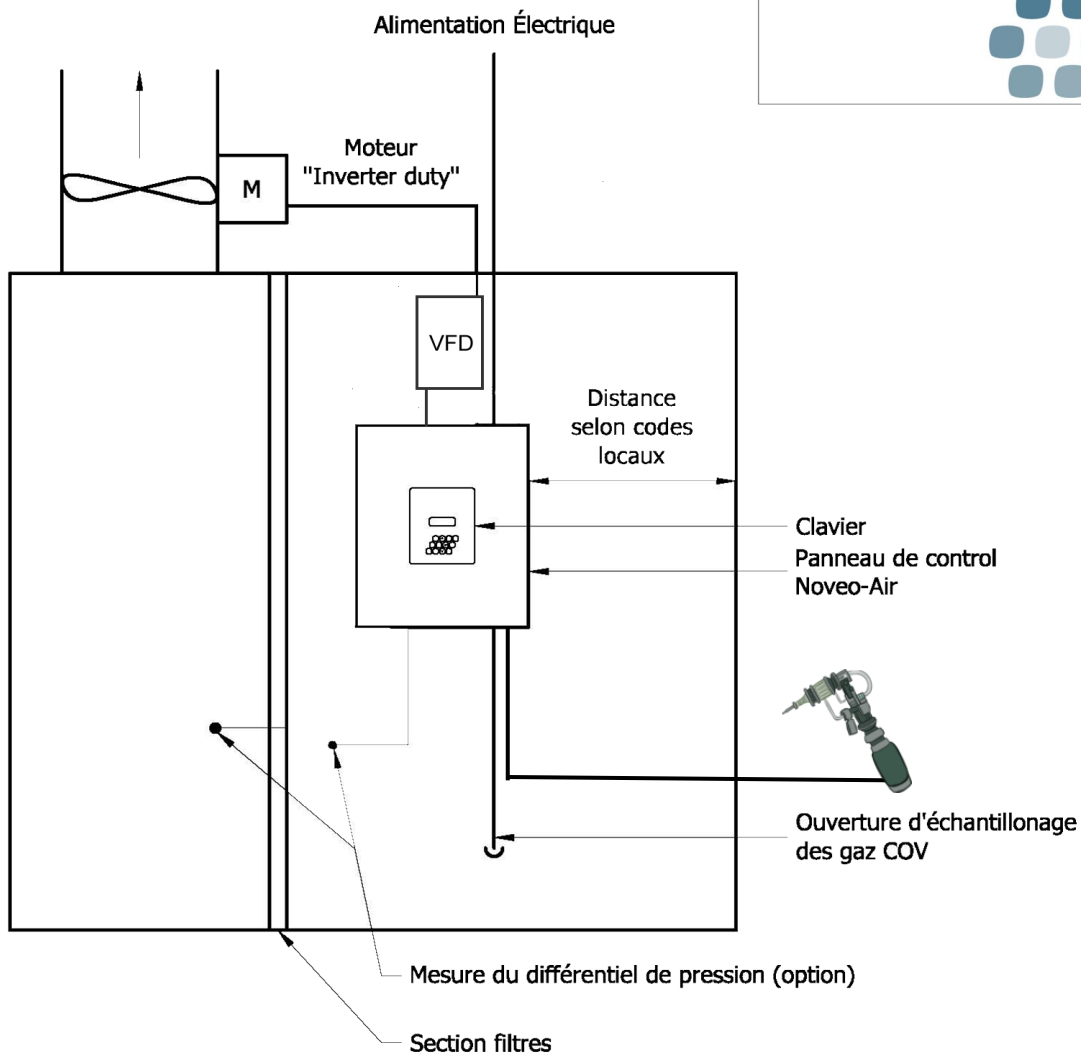 Alimentation Électrique
Moteur
"Inverter duty"
M
VFD
Distance
selon codes
locaux
Clavier
Panneau de control
Noveo-Air
Ouverture d'échantillonage
des gaz COV
Mesure du différentiel de pression (option)
Section filtres